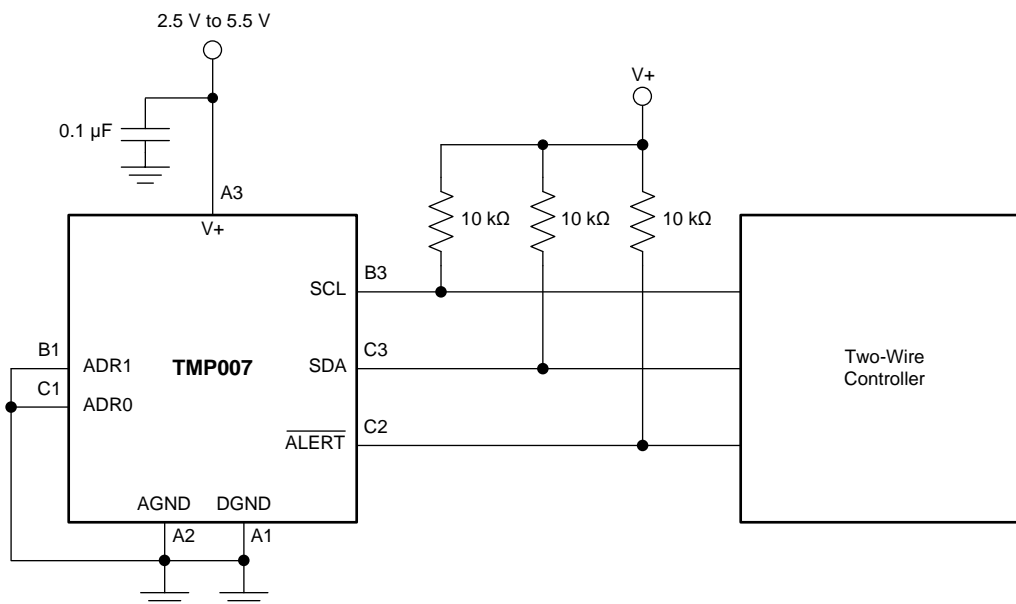 2.5 V to 5.5 V
V+
0.1 µF
A3
V+
10 kΩ
10 kΩ
10 kΩ
B3
SCL
B1
ADR1
TMP007
C3
SDA
Two-Wire
Controller
C1
ADR0
C2
ALERT
AGND
DGND
A2
A1